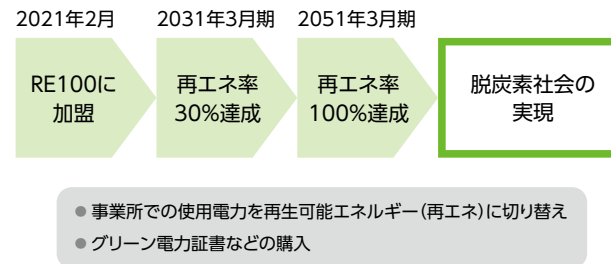 2021年2月
2031年3月期
2051年3月期
RE100に
加盟
再エネ率
30%達成
再エネ率
100%達成
脱炭素社会の
実現
●事業所での使用電力を再生可能エネルギー(再エネ)に切り替え
●グリーン電力証書などの購入